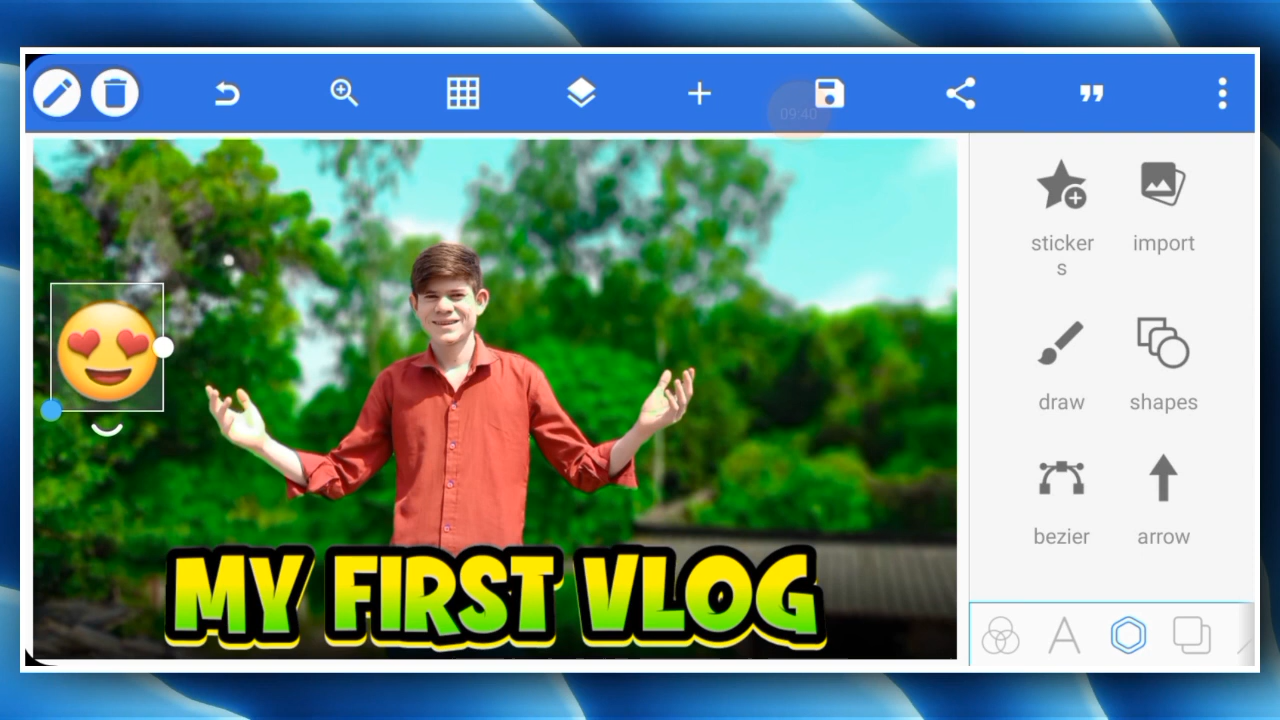 09:40
sticker
s
import
draw
shapes
bezier
arrow
MY FIRST VLOG